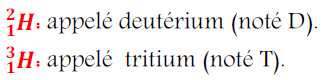 ²₁H: appelé deutérium (noté D).
³₁H: appelé tritium (noté T).